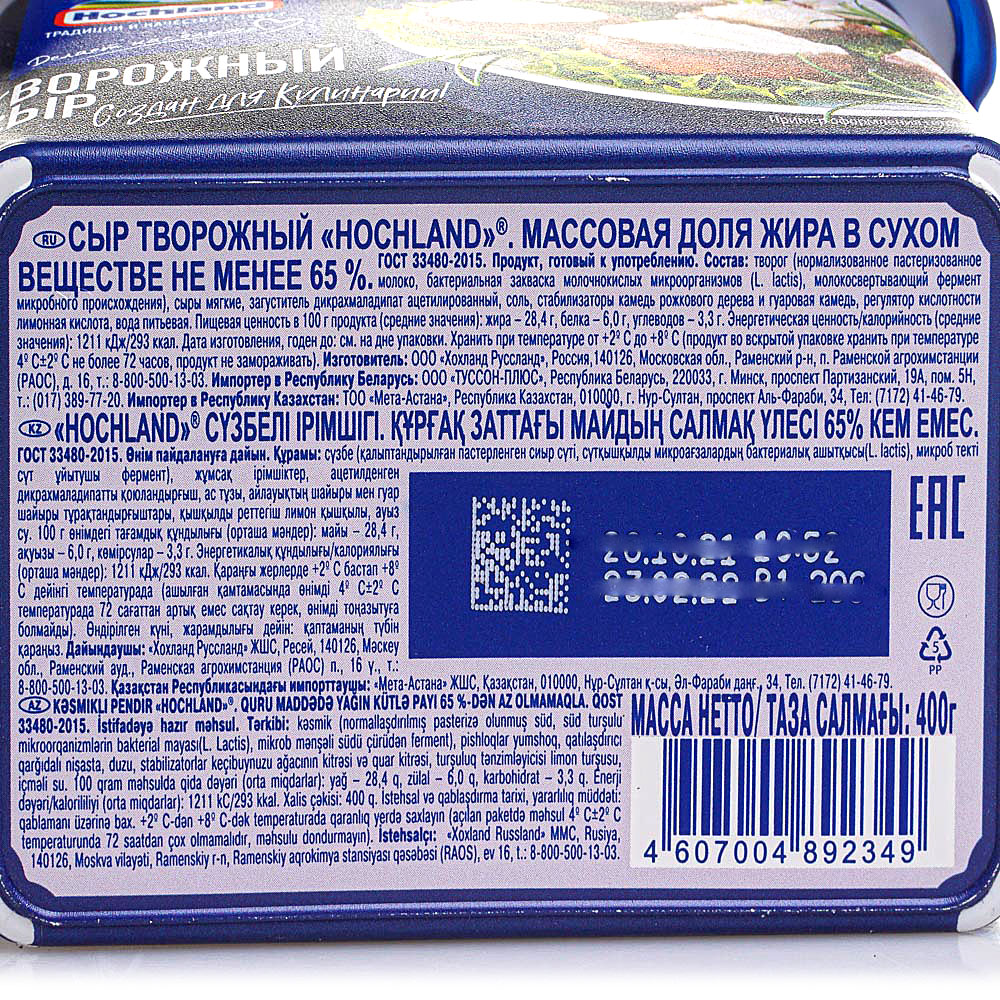 Hochland
ТРАДИЦИИ И КАЧЕСТВО
ВОРОЖНЫЙ
ЫР Создан для Кулинарии!
RU СЫР ТВОРОЖНЫЙ «HOCHLAND»®. МАССОВАЯ ДОЛЯ ЖИРА В СУХОМ
ВЕЩЕСТВЕ НЕ МЕНЕЕ 65 %. ГОСТ 33480-2015. Продукт, готовый к употреблению. Состав: творог (нормализованное пастеризованное
молоко, бактериальная закваска молочнокислых микроорганизмов (L. lactis), молокосвертывающий фермент
микробного происхождения), сыры мягкие, загуститель дикрахмаладипат ацетилированный, соль, стабилизаторы камедь рожкового дерева и гуаровая камедь, регулятор кислотности
лимонная кислота, вода питьевая. Пищевая ценность в 100 г продукта (средние значения): жира – 28,4 г, белка – 6,0 г, углеводов – 3,3 г. Энергетическая ценность/калорийность (средние
значения): 1211 кДж/293 ккал. Дата изготовления, годен до: см. на дне упаковки. Хранить при температуре от +2° С до +8° С (продукт во вскрытой упаковке хранить при температуре
4° С±2° С не более 72 часов, продукт не замораживать). Изготовитель: ООО «Хохланд Руссланд», Россия,140126, Московская обл., Раменский р-н, п. Раменской агрохимстанции
(РАОС), д. 16, т.: 8-800-500-13-03. Импортер в Республику Беларусь: ООО «ТУССОН-ПЛЮС», Республика Беларусь, 220033, г. Минск, проспект Партизанский, 19А, пом. 5Н,
т.: (017) 389-77-20. Импортер в Республику Казахстан: ТОО «Мета-Астана», Республика Казахстан, 010000, г. Нур-Султан, проспект Аль-Фараби, 34, Тел: (7172) 41-46-79.
KZ «HOCHLAND»® СҮЗБЕЛІ ІРІМШІГІ. ҚҰРҒАҚ ЗАТТАҒЫ МАЙДЫҢ САЛМАҚ ҮЛЕСІ 65% КЕМ ЕМЕС.
ГОСТ 33480-2015. Өнім пайдалануға дайын. Құрамы: сүзбе (қалыптандырылған пастерленген сиыр сүті, сүтқышқылды микроағзалардың бактериальық ашытқысы(L. lactis), микроб текті
сүт ұйытушы фермент), жұмсақ ірімшіктер, ацетилденген
дикрахмаладипатты қоюландырғыш, ас тұзы, айлауықтың шайыры мен гуар
шайыры тұрақтандырғыштары, қышқылды реттегіш лимон қышқылы, ауыз
су. 100 г өнімдегі тағамдық құндылығы (орташа мәндер): майы – 28,4 г,
ақуызы – 6,0 г, көмірсулар – 3,3 г. Энергетикалық құндылығы/калориялығы
(орташа мәндер): 1211 кДж/293 ккал. Қараңғы жерлерде +2° С бастап +8°
С дейінгі температурада (ашылған қамтамасында өнімді 4° С±2° С
температурада 72 сағаттан артық емес сақтау керек, өнімді тоңазытуға
болмайды). Өндірілген күні, жарамдылығы дейін: қаптаманың түбін
қараңыз. Дайындаушы: «Хохланд Руссланд» ЖШС, Ресей, 140126, Мәскеу
обл., Раменский ауд., Раменская агрохимстанция (РАОС) п., 16 ү., т.:
8-800-500-13-03. Қазақстан Республикасындағы импорттаушы: «Мета-Астана» ЖШС, Қазақстан, 010000, Нұр-Султан қ-сы, Әл-Фараби даңғ., 34, Тел. (7172) 41-46-79.
EAC
5
PP
AZ KƏSMIKLI PENDIR «HOCHLAND»®. QURU MADDƏDƏ YAĞIN KÜTLƏ PAYI 65 %-DƏN AZ OLMAMAQLA. QOST
33480-2015. İstifadəyə hazır məhsul. Tərkibi: kasmik (normallaşdırılmış pasterizə olunmuş süd, süd turşulu
mikroorqanizmlərin bakterial mayası(L. Lactis), mikrob mənşəli südü çürüdən ferment), pishloqlar yumshoq, qatılaşdırıcı
qarğıdalı nişasta, duzu, stabilizatorlar keçibuynuzu ağacının kitrəsi və quar kitrəsi, turşuluq tənzimləyicisi limon turşusu,
içməli su. 100 qram məhsulda qida dəyəri (orta miqdarlar): yağ – 28,4 q, zülal – 6,0 q, karbohidrat – 3,3 q. Enerji
dəyəri/kalorililiyi (orta miqdarlar): 1211 kC/293 kkal. Xalis çəkisi: 400 q. İstehsal və qablaşdırma tarixi, yararlılıq müddəti:
qablamanı üzərinə bax. +2° C-dən +8° C-dək temperaturada qaranlıq yerdə saxlayın (açılan paketdə məhsul 4° C±2° C
temperaturunda 72 saatdan çox olmamalıdır, məhsulu dondurmayın). İstehsalçı: «Xoxland Russland» MMC, Rusiya,
140126, Moskva vilayəti, Ramenskiy r-n, Ramenskiy aqrokimya stansiyası qəsəbəsi (RAOS), ev 16, t.: 8-800-500-13-03.
МАССА НЕТТО/ ТАЗА САЛМАҒЫ: 400г
4 607004 892349